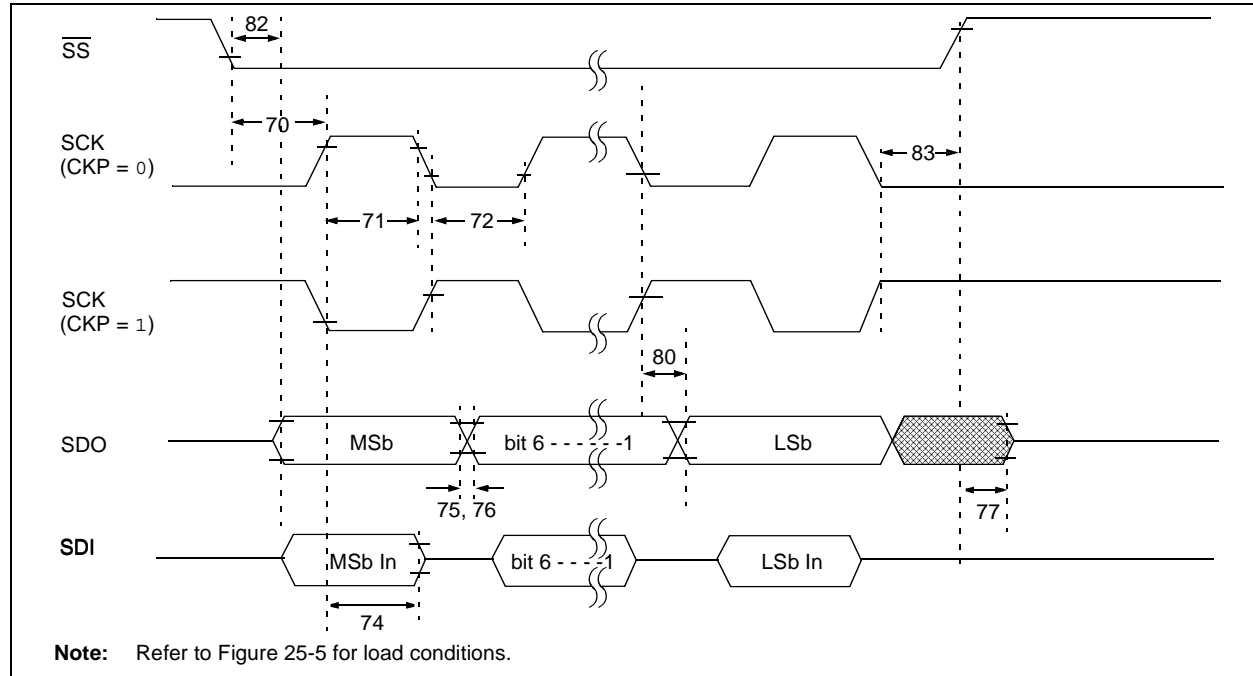 82
SS
70
SCK
(CKP = 0)
83
71
72
SCK
(CKP = 1)
80
SDO
MSb
bit 6 - - - - - -1
LSb
75, 76
77
SDI
MSb In
bit 6 - - - -1
LSb In
74
Note: Refer to Figure 25-5 for load conditions.